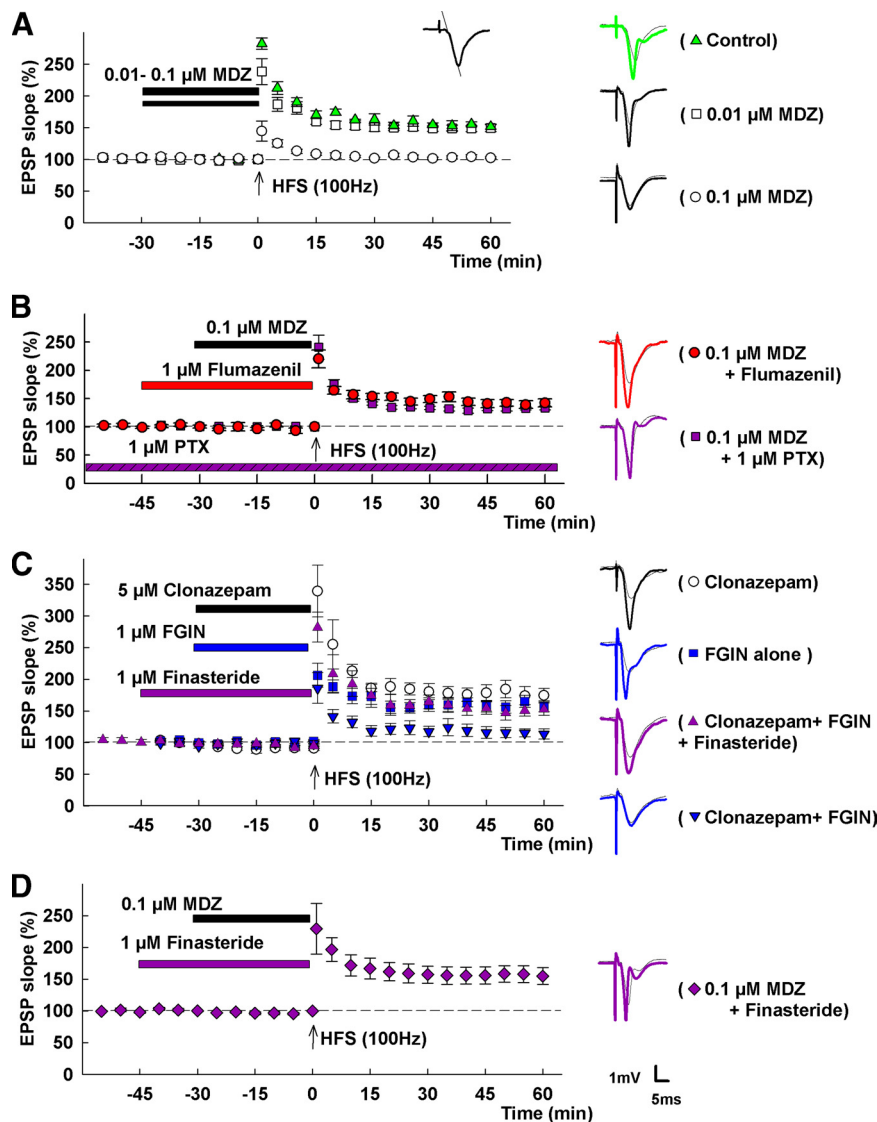 A
EPSP slope (%)
250
200
150
100
50
0
0.01- 0.1 µM MDZ
HFS (100Hz)
-30 -15 0 15 30 45 60
Time (min)
( Control)
( 0.01 µM MDZ)
( 0.1 µM MDZ)
B
EPSP slope (%)
250
200
150
100
50
0
0.1 µM MDZ
1 µM Flumazenil
1 µM PTX
HFS (100Hz)
-45 -30 -15 0 15 30 45 60
Time (min)
( 0.1 µM MDZ
+ Flumazenil)
( 0.1 µM MDZ
+ 1 µM PTX)
C
EPSP slope (%)
350
300
250
200
150
100
50
0
5 µM Clonazepam
1 µM FGIN
1 µM Finasteride
HFS (100Hz)
-45 -30 -15 0 15 30 45 60
Time (min)
( Clonazepam)
( FGIN alone )
( Clonazepam+ FGIN
+ Finasteride)
( Clonazepam+ FGIN)
D
EPSP slope (%)
250
200
150
100
50
0
0.1 µM MDZ
1 µM Finasteride
HFS (100Hz)
-45 -30 -15 0 15 30 45 60
Time (min)
( 0.1 µM MDZ
+ Finasteride)
1mV
5ms